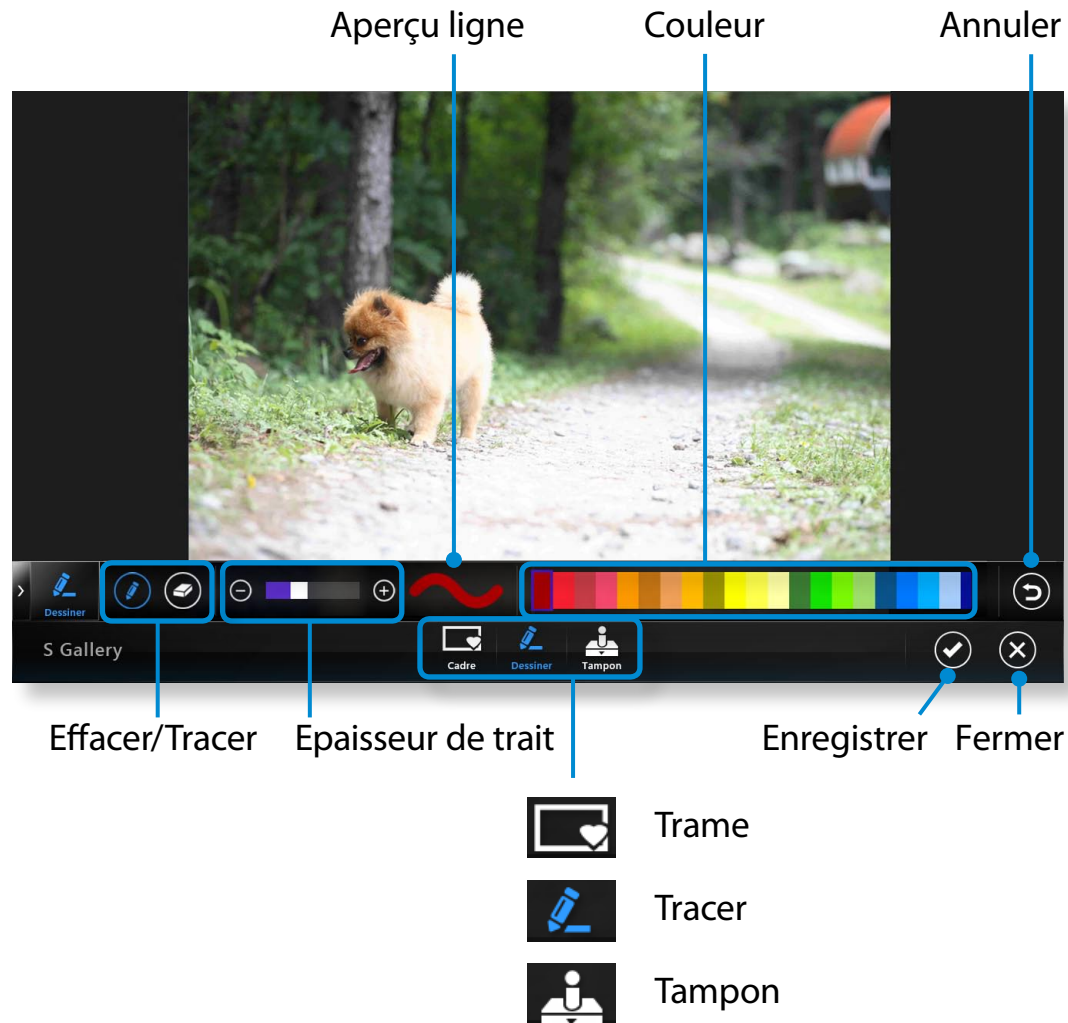 Aperçu ligne Couleur Annuler
Dessiner
S Gallery Cadre Dessiner Tampon
Effacer/Tracer Epaisseur de trait Enregistrer Fermer
Trame
Tracer
Tampon